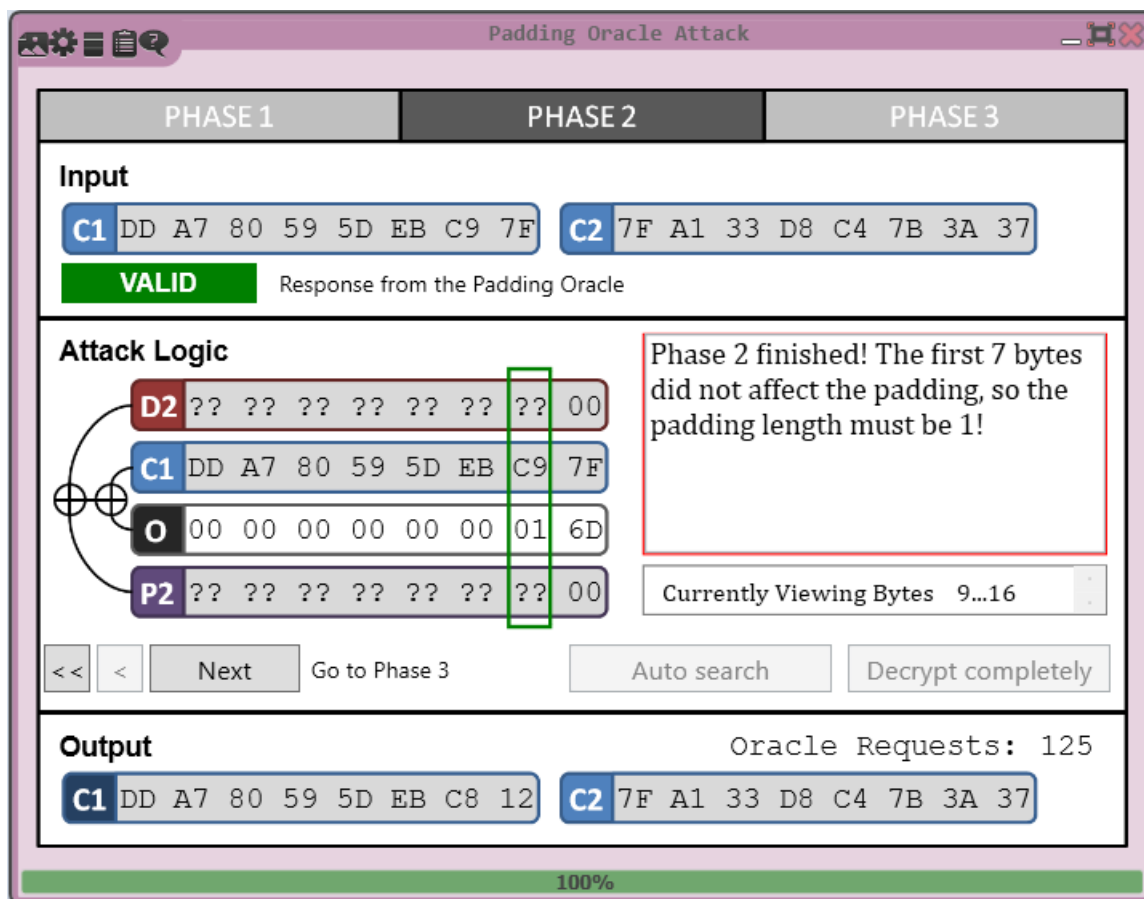 Padding Oracle Attack
PHASE 1 PHASE 2 PHASE 3
Input
C1 DD A7 80 59 5D EB C9 7F C2 7F A1 33 D8 C4 7B 3A 37
VALID Response from the Padding Oracle
Attack Logic
D2 ?? ?? ?? ?? ?? ?? ?? 00
C1 DD A7 80 59 5D EB C9 7F
O 00 00 00 00 00 00 01 6D
P2 ?? ?? ?? ?? ?? ?? ?? 00
Phase 2 finished! The first 7 bytes
did not affect the padding, so the
padding length must be 1!
Currently Viewing Bytes 9...16
<< < Next Go to Phase 3 Auto search Decrypt completely
Output Oracle Requests: 125
C1 DD A7 80 59 5D EB C8 12 C2 7F A1 33 D8 C4 7B 3A 37
100%